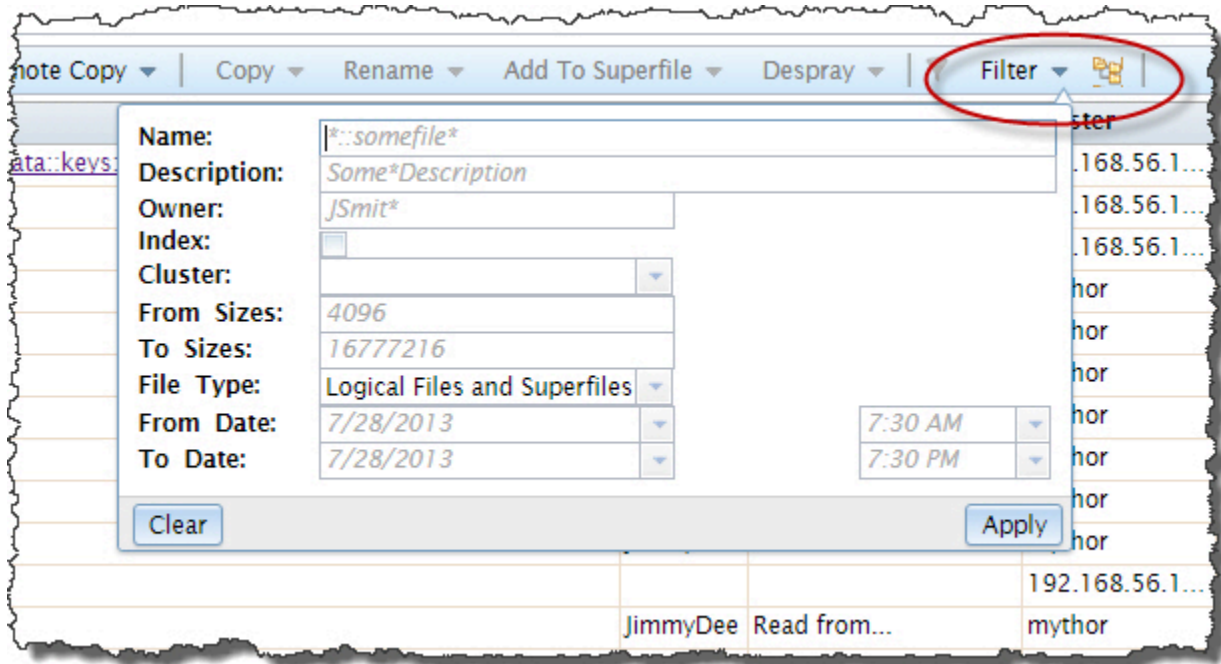 note Copy Copy Rename Add To Superfile Despray Filter
ster
Name: *::somefile*
ata::keys: .168.56.1...
Description: Some*Description
Owner: JSmit* .168.56.1...
Index: .168.56.1...
Cluster:
hor
From Sizes: 4096
hor
To Sizes: 16777216
hor
File Type: Logical Files and Superfiles
From Date: 7/28/2013 7:30 AM hor
To Date: 7/28/2013 7:30 PM hor
hor
Clear Apply
hor
192.168.56.1...
JimmyDee Read from... mythor